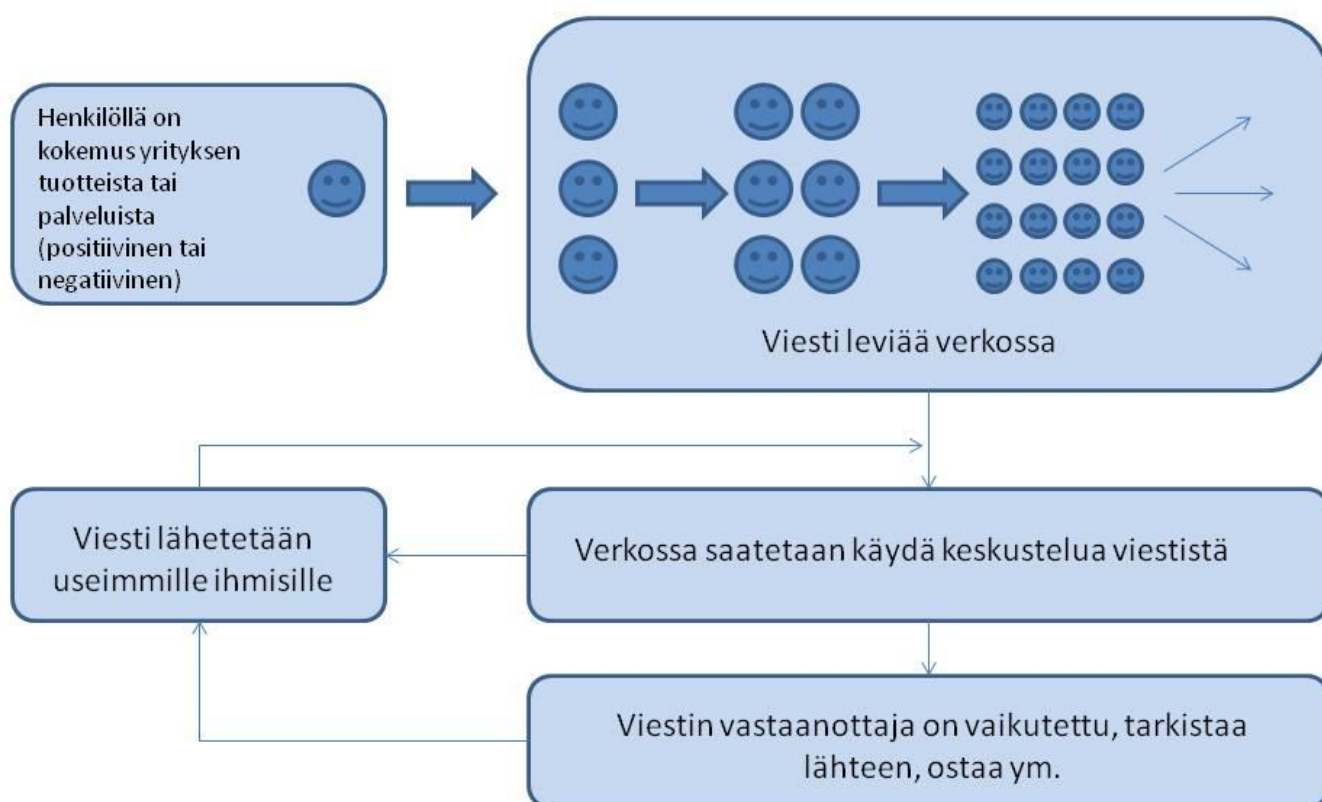 Henkilöllä on
kokemus yrityksen
tuotteista tai
palveluista
(positiivinen tai
negatiivinen)
Viesti leviää verkossa
Viesti lähetetään
useimmille ihmisille
Verkossa saatetaan käydä keskustelua viestistä
Viestin vastaanottaja on vaikutettu, tarkistaa
lähteen, ostaa ym.